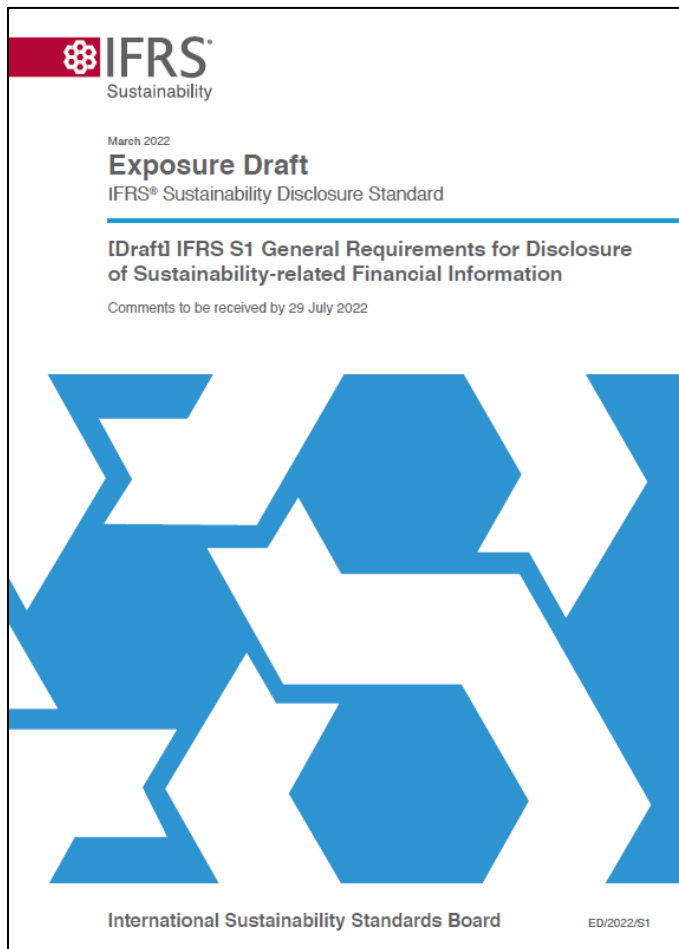 IFRS®
Sustainability
March 2022
Exposure Draft
IFRS® Sustainability Disclosure Standard
[Draft] IFRS S1 General Requirements for Disclosure
of Sustainability-related Financial Information
Comments to be received by 29 July 2022
International Sustainability Standards Board
ED/2022/S1